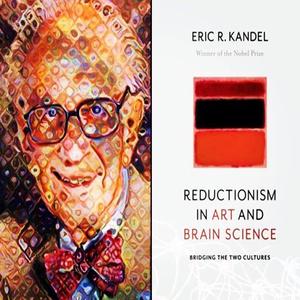 ERIC R. KANDEL
Winner of the Nobel Prize
REDUCTIONISM
IN ART AND
BRAIN SCIENCE
BRIDGING THE TWO CULTURES